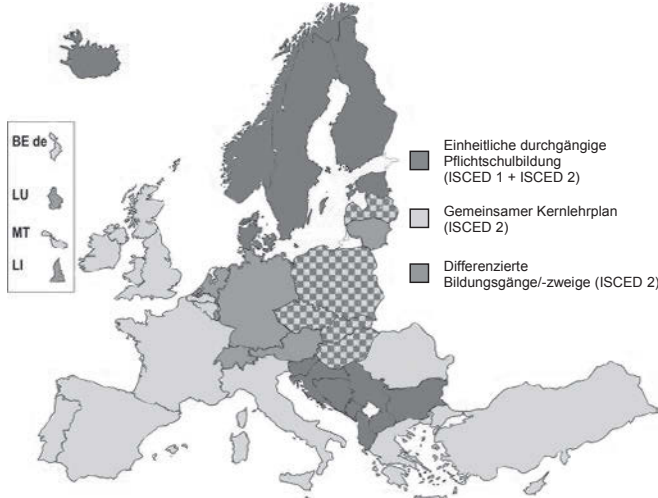 BE de
LU
MT
LI
Einheitliche durchgängige
Pflichtschulbildung
(ISCED 1 + ISCED 2)
Gemeinsamer Kernlehrplan
(ISCED 2)
Differenzierte
Bildungsgänge/-zweige (ISCED 2)